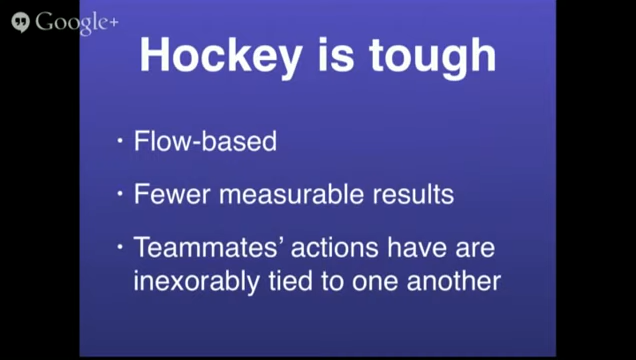 Google+
Hockey is tough
• Flow-based
• Fewer measurable results
• Teammates' actions have are
inexorably tied to one another